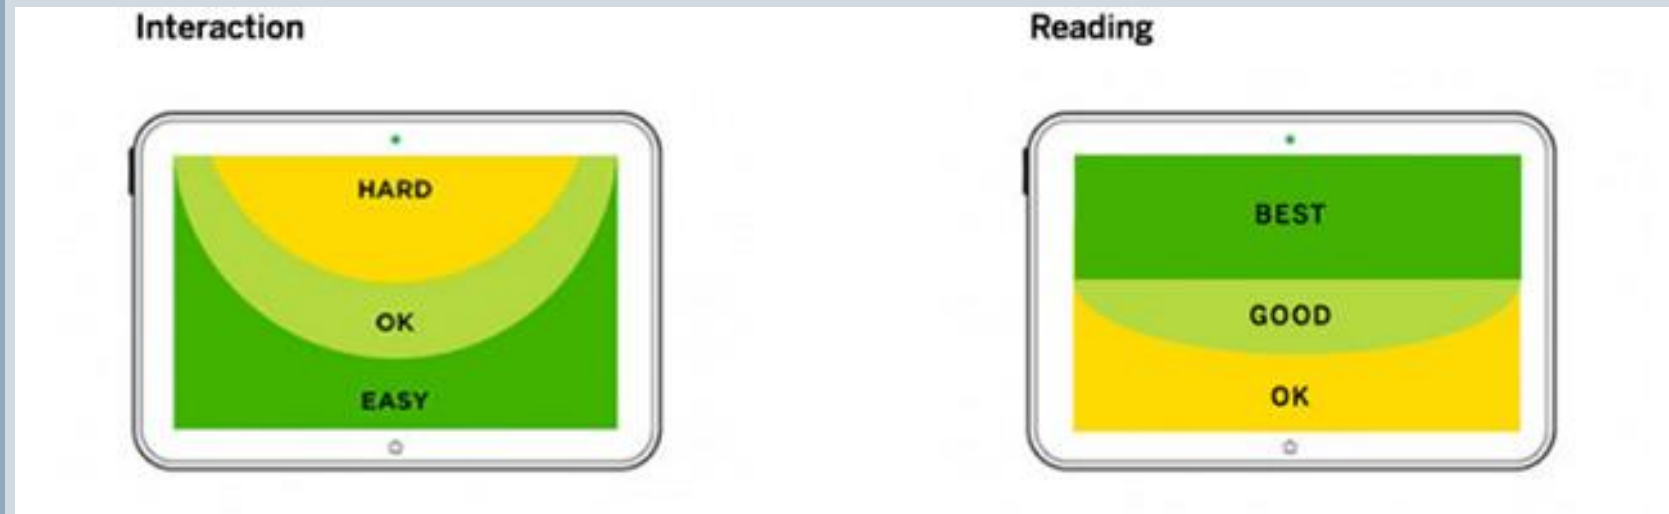 Interaction
HARD
OK
EASY
Reading
BEST
GOOD
OK